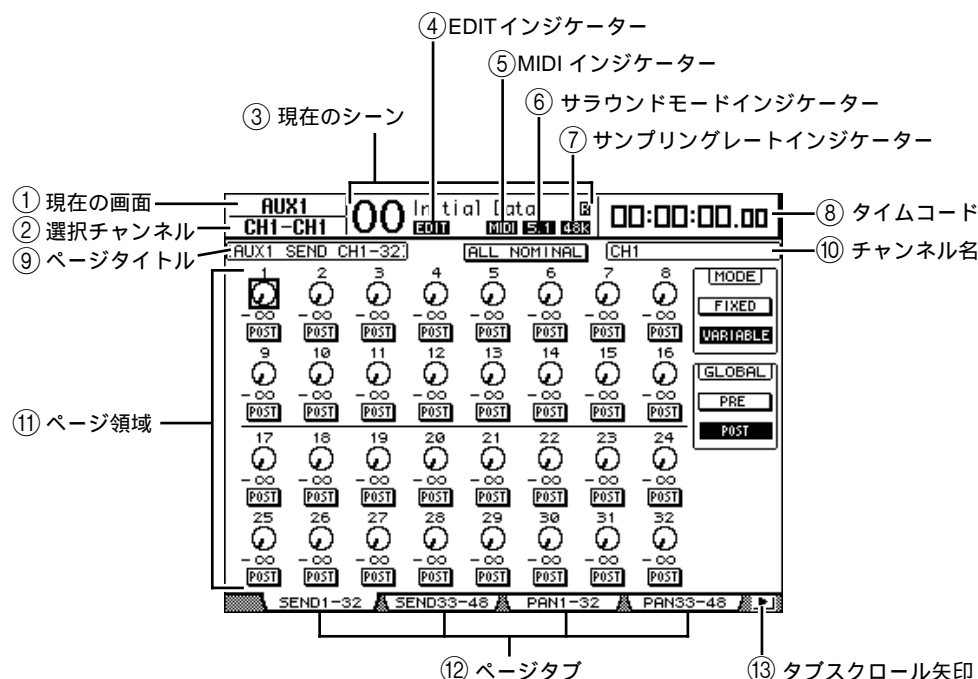 ④EDITインジケーター
⑤MIDI インジケーター
⑥ サラウンドモードインジケーター
③ 現在のシーン
⑦ サンプリングレートインジケーター
① 現在の画面
② 選択チャンネル
⑨ ページタイトル
AUX1
CH1-CH1
00
Initial Data
R
EDIT
MIDI 5.1 48k
00:00:00.00
⑧ タイムコード
⑩ チャンネル名
AUX1 SEND CH1-32
ALL NOMINAL
CH1
1 2 3 4 5 6 7 8
-∞ -∞ -∞ -∞ -∞ -∞ -∞ -∞
POST POST POST POST POST POST POST POST
9 10 11 12 13 14 15 16
-∞ -∞ -∞ -∞ -∞ -∞ -∞ -∞
POST POST POST POST POST POST POST POST
17 18 19 20 21 22 23 24
-∞ -∞ -∞ -∞ -∞ -∞ -∞ -∞
POST POST POST POST POST POST POST POST
25 26 27 28 29 30 31 32
-∞ -∞ -∞ -∞ -∞ -∞ -∞ -∞
POST POST POST POST POST POST POST POST
MODE
FIXED
VARIABLE
GLOBAL
PRE
POST
⑪ ページ領域
SEND1-32 SEND33-48 PAN1-32 PAN33-48
⑫ ページタブ
⑬ タブスクロール矢印